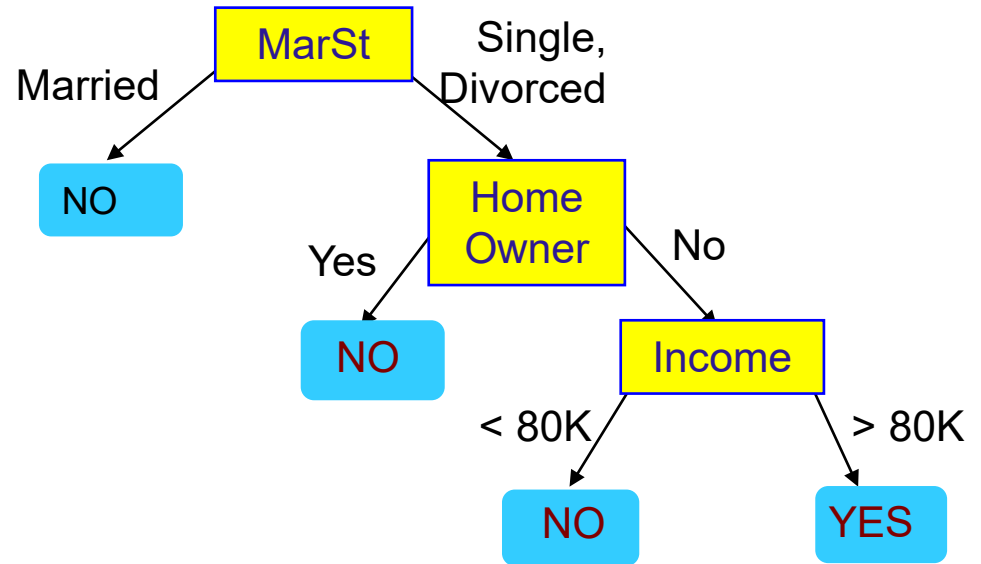 MarSt
Single,
Divorced
Married
NO
Home
Owner
Yes
No
NO
Income
< 80K
> 80K
NO
YES